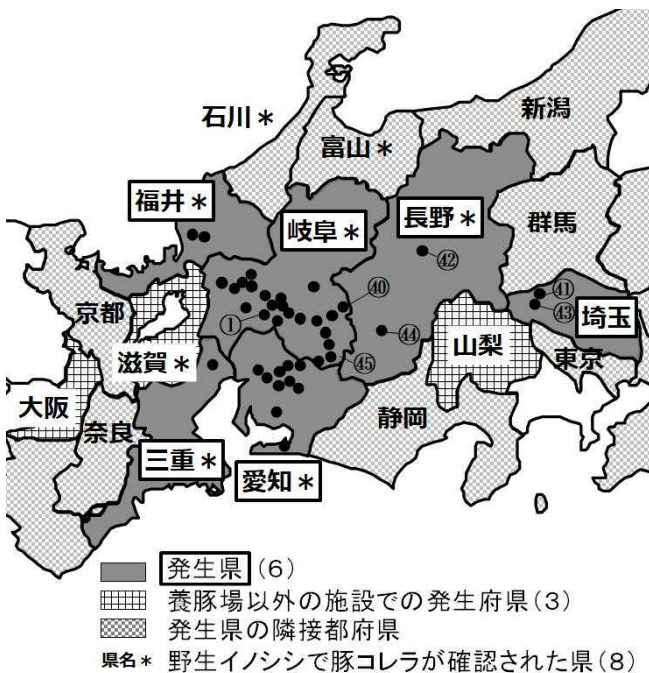 石川*
新潟
富山*
福井*
岐阜*
長野*
群馬
㊷
㊵
㊶
㊸
埼玉
京都
①
山梨
滋賀*
㊹
㊺
東京
大阪
静岡
奈良
三重*
愛知*
発生県(6)
養豚場以外の施設での発生府県(3)
発生県の隣接都府県
県名* 野生イノシシで豚コレラが確認された県(8)